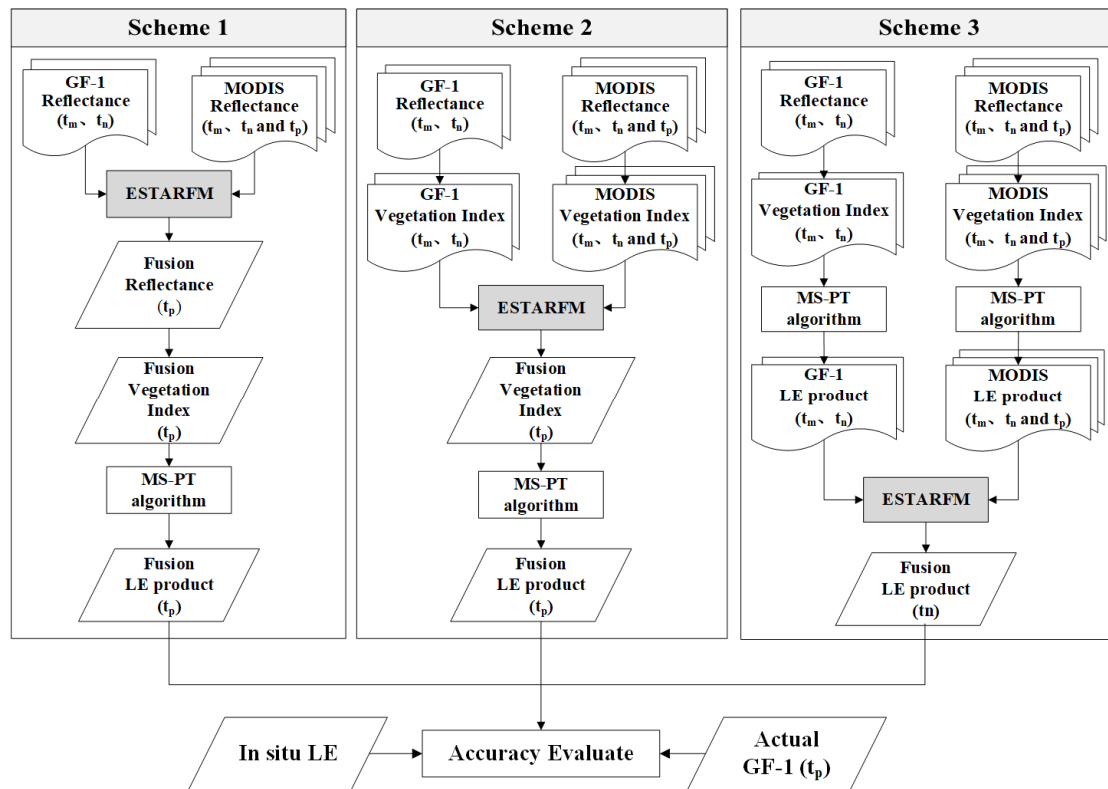 Scheme 1
GF-1
Reflectance
(tₘ、tₙ)
MODIS
Reflectance
(tₘ、tₙ and tₚ)
ESTARFM
Fusion
Reflectance
(tₚ)
Fusion
Vegetation
Index
(tₚ)
MS-PT
algorithm
Fusion
LE product
(tₚ)
Scheme 2
GF-1
Reflectance
(tₘ、tₙ)
MODIS
Reflectance
(tₘ、tₙ and tₚ)
GF-1
Vegetation Index
(tₘ、tₙ)
MODIS
Vegetation Index
(tₘ、tₙ and tₚ)
ESTARFM
Fusion
Vegetation
Index
(tₚ)
MS-PT
algorithm
Fusion
LE product
(tₚ)
Scheme 3
GF-1
Reflectance
(tₘ、tₙ)
MODIS
Reflectance
(tₘ、tₙ and tₚ)
GF-1
Vegetation Index
(tₘ、tₙ)
MODIS
Vegetation Index
(tₘ、tₙ and tₚ)
MS-PT
algorithm
MS-PT
algorithm
GF-1
LE product
(tₘ、tₙ)
MODIS
LE product
(tₘ、tₙ and tₚ)
ESTARFM
Fusion
LE product
(tn)
In situ LE
Accuracy Evaluate
Actual
GF-1 (tₚ)